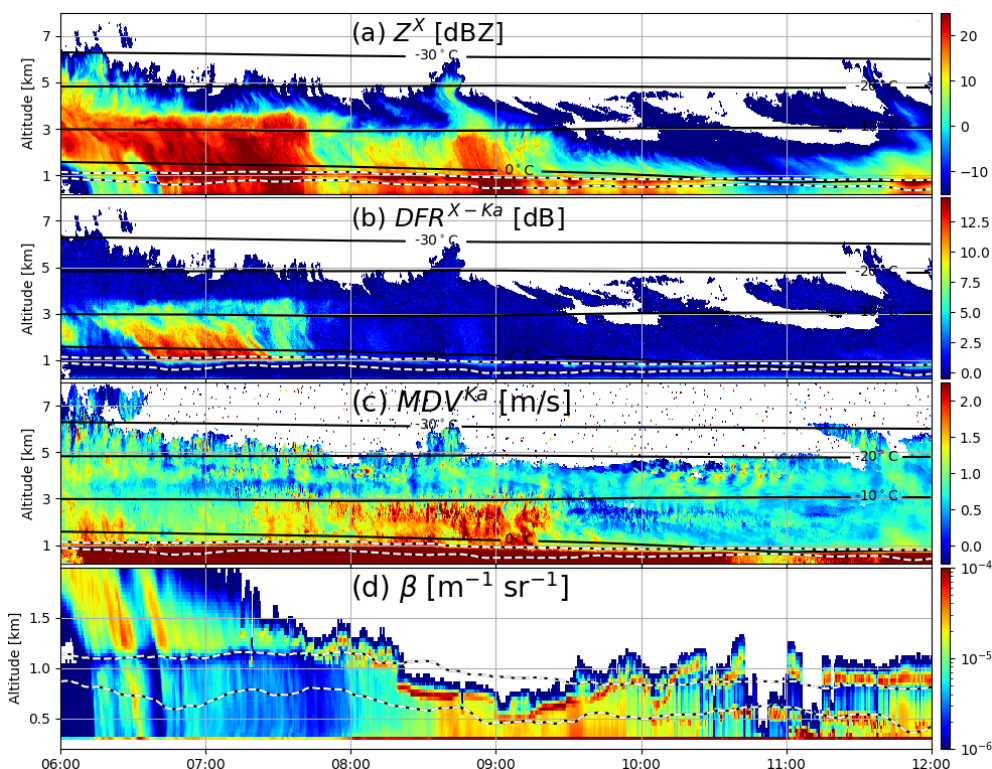 (a) Z^X [dBZ]
Altitude [km]
7
5
3
1
-30°C
-20°C
-10°C
0°C
20
10
0
−10
(b) DFR^{X−Ka} [dB]
Altitude [km]
7
5
3
1
-30°C
-20°C
-10°C
0°C
12.5
10.0
7.5
5.0
2.5
0.0
(c) MDV^{Ka} [m/s]
Altitude [km]
7
5
3
1
-30°C
-20°C
-10°C
0°C
2.0
1.5
1.0
0.5
0.0
(d) β [m^{−1} sr^{−1}]
Altitude [km]
1.5
1.0
0.5
10^{−4}
10^{−5}
10^{−6}
06:00 07:00 08:00 09:00 10:00 11:00 12:00